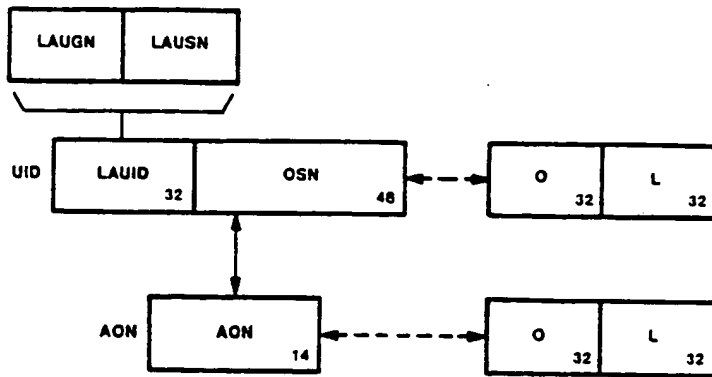 LAUGN LAUSN
UID LAUID 32 OSN 48 O 32 L 32
AON AON 14 O 32 L 32